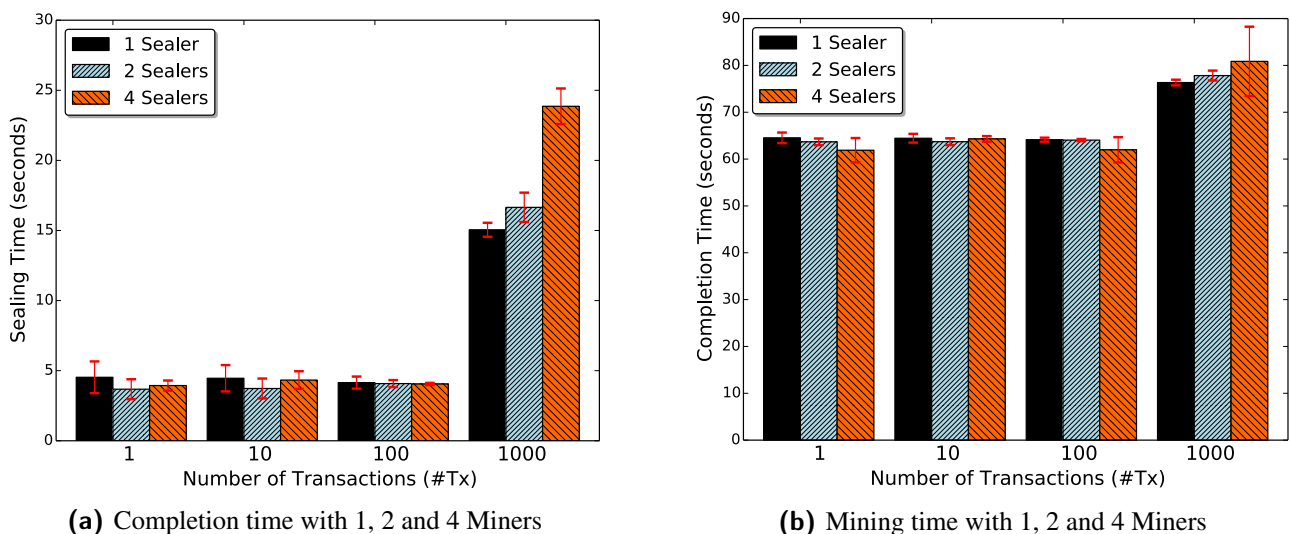 30
25
20
15
10
5
0
Sealing Time (seconds)
1 Sealer
2 Sealers
4 Sealers
1 10 100 1000
Number of Transactions (#Tx)
(a) Completion time with 1, 2 and 4 Miners
90
80
70
60
50
40
30
20
10
0
Completion Time (seconds)
1 Sealer
2 Sealers
4 Sealers
1 10 100 1000
Number of Transactions (#Tx)
(b) Mining time with 1, 2 and 4 Miners